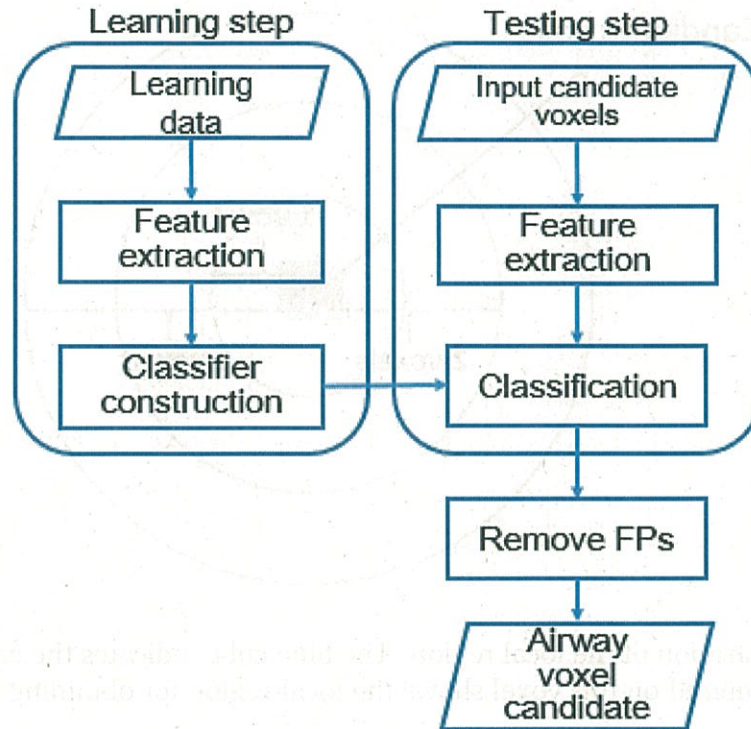 Learning step
Learning
data
Feature
extraction
Classifier
construction
Testing step
Input candidate
voxels
Feature
extraction
Classification
Remove FPs
Airway
voxel
candidate